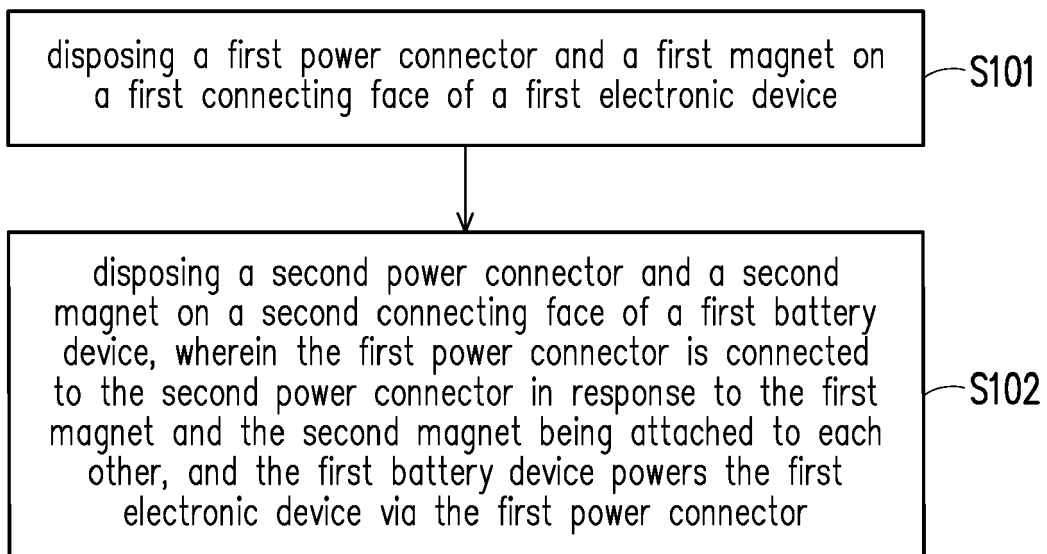 disposing a first power connector and a first magnet on
a first connecting face of a first electronic device
S101
disposing a second power connector and a second
magnet on a second connecting face of a first battery
device, wherein the first power connector is connected
to the second power connector in response to the first
magnet and the second magnet being attached to each
other, and the first battery device powers the first
electronic device via the first power connector
S102